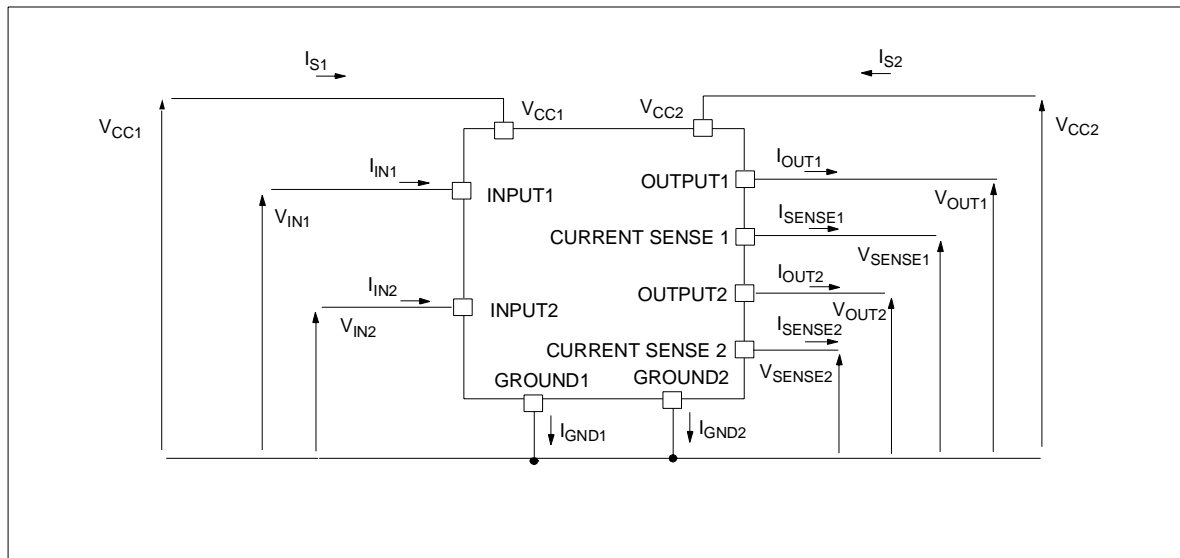 I_S1
I_S2
V_CC1
V_CC2
V_CC1
V_CC2
I_IN1
I_OUT1
INPUT1
OUTPUT1
V_IN1
V_OUT1
I_SENSE1
CURRENT SENSE 1
V_SENSE1
I_OUT2
I_IN2
INPUT2
OUTPUT2
V_IN2
V_OUT2
I_SENSE2
CURRENT SENSE 2
V_SENSE2
GROUND1
GROUND2
I_GND1
I_GND2